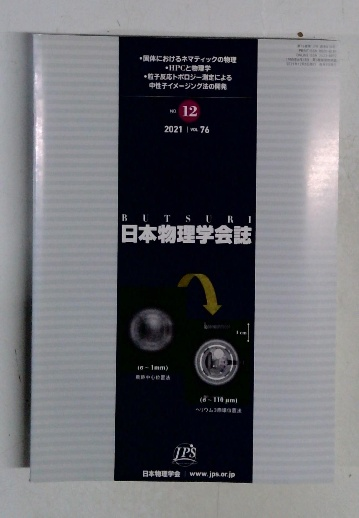 ・固体におけるネマティックの物理
・HPCと物理学
・粒子反応トポロジー測定による
中性子イメージング法の開発
NO. 12
2021 | VOL. 76
BUTSURI
日本物理学会誌
1 cm
(σ ~ 1mm)
(σ ~ 110 μm)
JPS
日本物理学会 | www.jps.or.jp